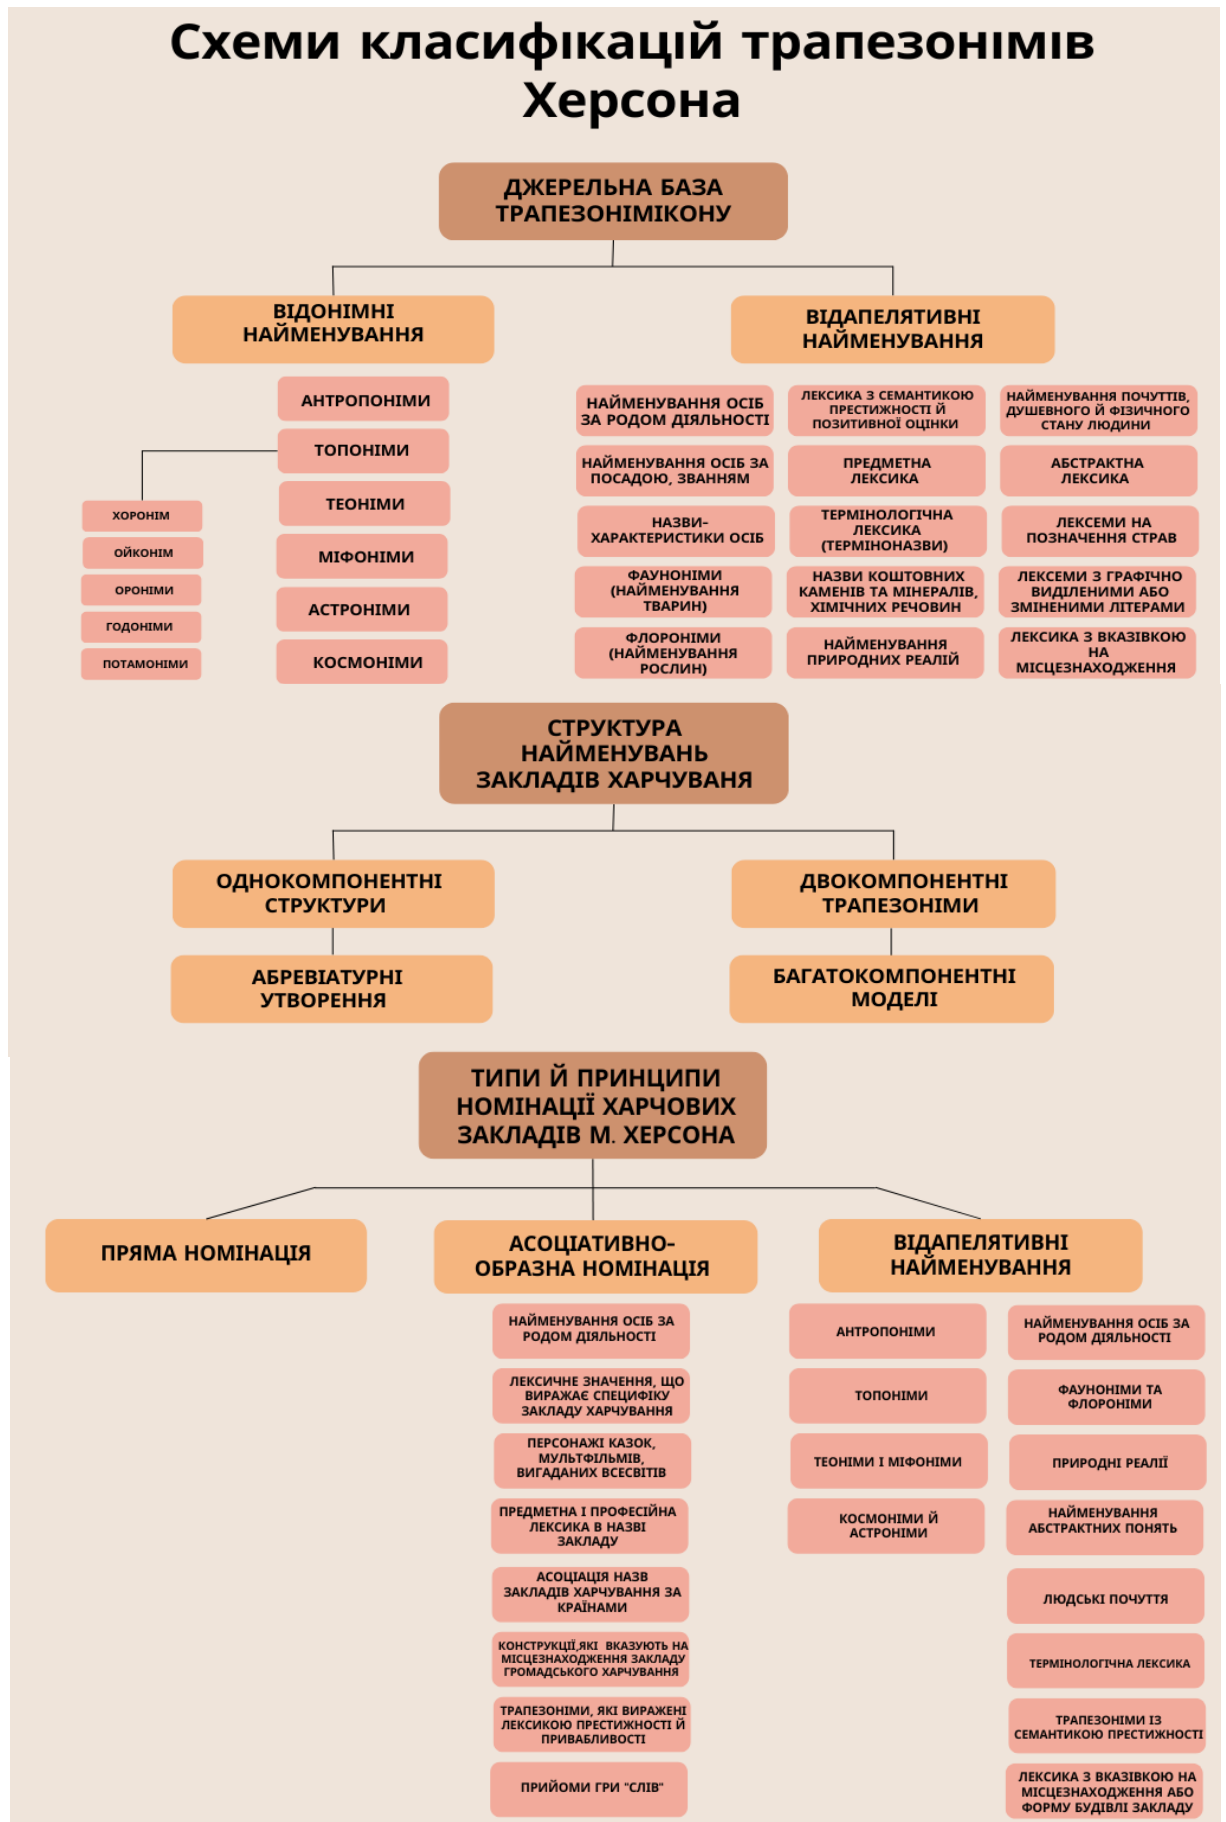 Схеми класифікацій трапезонімів
Херсона
ДЖЕРЕЛЬНА БАЗА
ТРАПЕЗОНІМІКОНУ
ВІДОНІМНІ
НАЙМЕНУВАННЯ
АНТРОПОНІМИ
ТОПОНІМИ
ТЕОНІМИ
МІФОНІМИ
АСТРОНІМИ
КОСМОНІМИ
ХОРОНІМ
ОЙКОНІМ
ОРОНІМИ
ГОДОНІМИ
ПОТАМОНІМИ
ВІДАПЕЛЯТИВНІ
НАЙМЕНУВАННЯ
НАЙМЕНУВАННЯ ОСІБ
ЗА РОДОМ ДІЯЛЬНОСТІ
НАЙМЕНУВАННЯ ОСІБ ЗА
ПОСАДОЮ, ЗВАННЯМ
НАЗВИ–
ХАРАКТЕРИСТИКИ ОСІБ
ФАУНОНІМИ
(НАЙМЕНУВАННЯ
ТВАРИН)
ФЛОРОНІМИ
(НАЙМЕНУВАННЯ
РОСЛИН)
ЛЕКСИКА З СЕМАНТИКОЮ
ПРЕСТИЖНОСТІ Й
ПОЗИТИВНОЇ ОЦІНКИ
ПРЕДМЕТНА
ЛЕКСИКА
ТЕРМІНОЛОГІЧНА
ЛЕКСИКА
(ТЕРМІНОНАЗВИ)
НАЗВИ КОШТОВНИХ
КАМЕНІВ ТА МІНЕРАЛІВ,
ХІМІЧНИХ РЕЧОВИН
НАЙМЕНУВАННЯ
ПРИРОДНИХ РЕАЛІЙ
НАЙМЕНУВАННЯ ПОЧУТТІВ,
ДУШЕВНОГО Й ФІЗИЧНОГО
СТАНУ ЛЮДИНИ
АБСТРАКТНА
ЛЕКСИКА
ЛЕКСЕМИ НА
ПОЗНАЧЕННЯ СТРАВ
ЛЕКСЕМИ З ГРАФІЧНО
ВИДІЛЕНИМИ АБО
ЗМІНЕНИМИ ЛІТЕРАМИ
ЛЕКСИКА З ВКАЗІВКОЮ
НА
МІСЦЕЗНАХОДЖЕННЯ
СТРУКТУРА
НАЙМЕНУВАНЬ
ЗАКЛАДІВ ХАРЧУВАНЯ
ОДНОКОМПОНЕНТНІ
СТРУКТУРИ
АБРЕВІАТУРНІ
УТВОРЕННЯ
ДВОКОМПОНЕНТНІ
ТРАПЕЗОНІМИ
БАГАТОКОМПОНЕНТНІ
МОДЕЛІ
ТИПИ Й ПРИНЦИПИ
НОМІНАЦІЇ ХАРЧОВИХ
ЗАКЛАДІВ М. ХЕРСОНА
ПРЯМА НОМІНАЦІЯ
АСОЦІАТИВНО–
ОБРАЗНА НОМІНАЦІЯ
НАЙМЕНУВАННЯ ОСІБ ЗА
РОДОМ ДІЯЛЬНОСТІ
ЛЕКСИЧНЕ ЗНАЧЕННЯ, ЩО
ВИРАЖАЄ СПЕЦИФІКУ
ЗАКЛАДУ ХАРЧУВАННЯ
ПЕРСОНАЖІ КАЗОК,
МУЛЬТФІЛЬМІВ,
ВИГАДАНИХ ВСЕСВІТІВ
ПРЕДМЕТНА І ПРОФЕСІЙНА
ЛЕКСИКА В НАЗВІ
ЗАКЛАДУ
АСОЦІАЦІЯ НАЗВ
ЗАКЛАДІВ ХАРЧУВАННЯ ЗА
КРАЇНАМИ
КОНСТРУКЦІЇ,ЯКІ ВКАЗУЮТЬ НА
МІСЦЕЗНАХОДЖЕННЯ ЗАКЛАДУ
ГРОМАДСЬКОГО ХАРЧУВАННЯ
ТРАПЕЗОНІМИ, ЯКІ ВИРАЖЕНІ
ЛЕКСИКОЮ ПРЕСТИЖНОСТІ Й
ПРИВАБЛИВОСТІ
ПРИЙОМИ ГРИ "СЛІВ"
ВІДАПЕЛЯТИВНІ
НАЙМЕНУВАННЯ
АНТРОПОНІМИ
ТОПОНІМИ
ТЕОНІМИ І МІФОНІМИ
КОСМОНІМИ Й
АСТРОНІМИ
НАЙМЕНУВАННЯ ОСІБ ЗА
РОДОМ ДІЯЛЬНОСТІ
ФАУНОНІМИ ТА
ФЛОРОНІМИ
ПРИРОДНІ РЕАЛІЇ
НАЙМЕНУВАННЯ
АБСТРАКТНИХ ПОНЯТЬ
ЛЮДСЬКІ ПОЧУТТЯ
ТЕРМІНОЛОГІЧНА ЛЕКСИКА
ТРАПЕЗОНІМИ ІЗ
СЕМАНТИКОЮ ПРЕСТИЖНОСТІ
ЛЕКСИКА З ВКАЗІВКОЮ НА
МІСЦЕЗНАХОДЖЕННЯ АБО
ФОРМУ БУДІВЛІ ЗАКЛАДУ